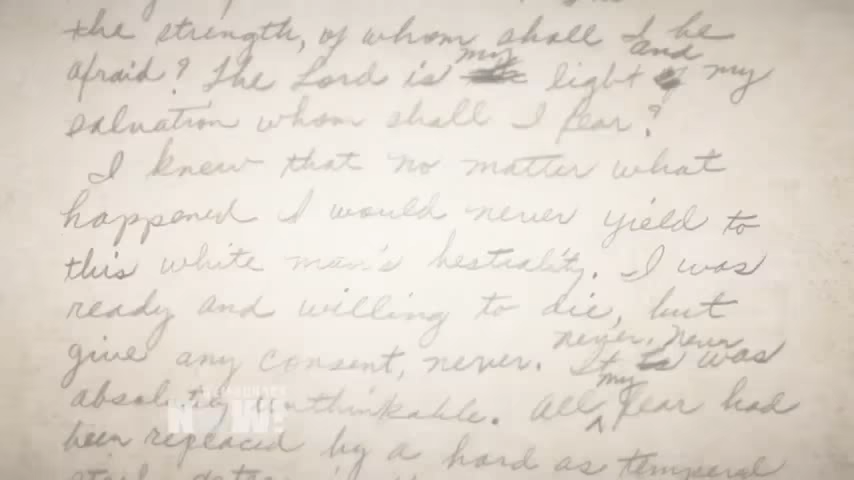 the strength, of whom shall I be
my and
afraid? The Lord is light my
salvation whom shall I fear?
I knew that no matter what
happened I would never yield to
this white man's bestiality. I was
ready and willing to die, but
give any consent, never. never, never
It was
my
absolutely unthinkable. All fear had
been replaced by a hard as tempered
NOW!